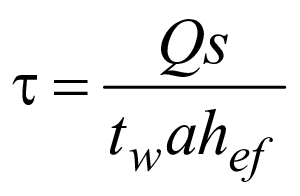 τ = Qs / t_w a h_ef